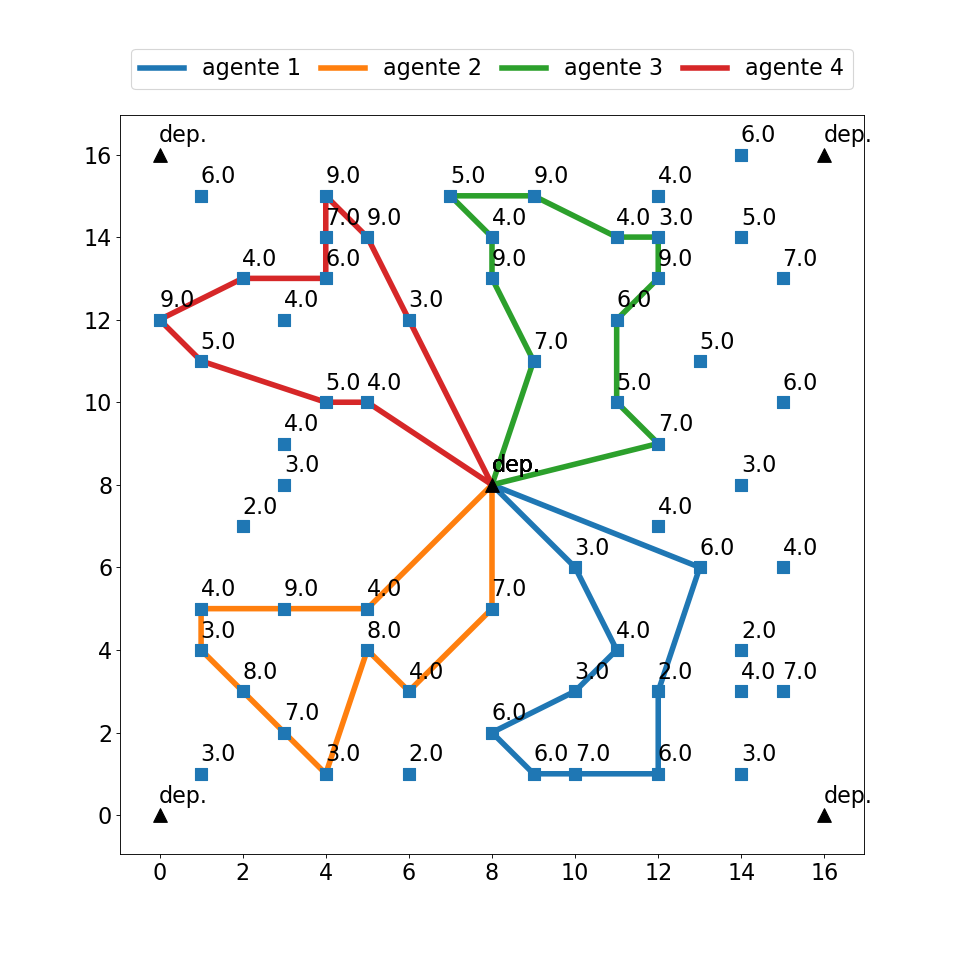 agente 1 agente 2 agente 3 agente 4
dep. 6.0 dep.
16
6.0 9.0 5.0 9.0 4.0
7.0 9.0 4.0 4.0 3.0 5.0
14
4.0 6.0 9.0 9.0 7.0
9.0 4.0 3.0 6.0
12
5.0 7.0 5.0
5.0 4.0 5.0 6.0
10
4.0 7.0
3.0 dep. 3.0
8
2.0 4.0
3.0 6.0 4.0
6
4.0 9.0 4.0 7.0
3.0 8.0 4.0 2.0
4
8.0 4.0 3.0 2.0 4.0 7.0
7.0 6.0
2
3.0 3.0 2.0 6.0 7.0 6.0 3.0
dep. dep.
0
0 2 4 6 8 10 12 14 16